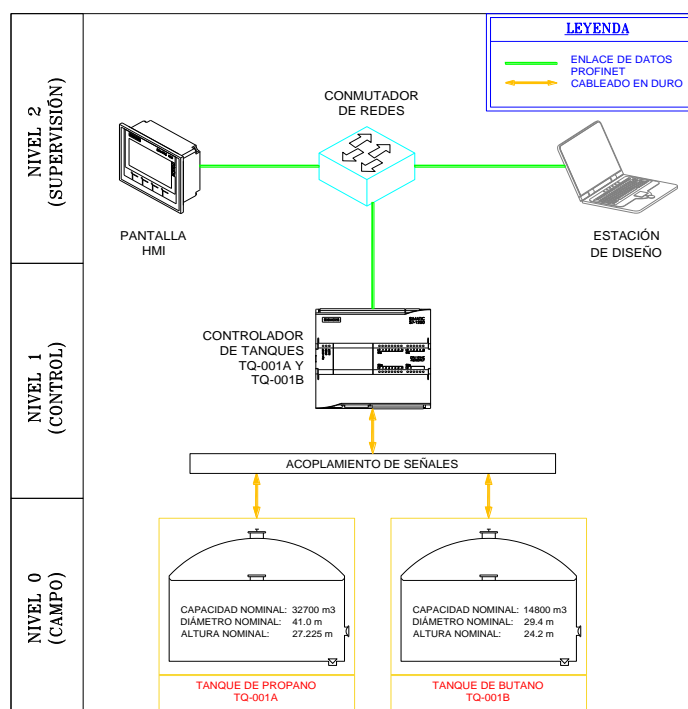 LEYENDA
ENLACE DE DATOS
PROFINET
CABLEADO EN DURO
NIVEL 2
(SUPERVISIÓN)
CONMUTADOR
DE REDES
PANTALLA
HMI
ESTACIÓN
DE DISEÑO
NIVEL 1
(CONTROL)
CONTROLADOR
DE TANQUES
TQ-001A Y
TQ-001B
ACOPLAMIENTO DE SEÑALES
NIVEL 0
(CAMPO)
CAPACIDAD NOMINAL: 32700 m3
DIÁMETRO NOMINAL: 41.0 m
ALTURA NOMINAL: 27.225 m
TANQUE DE PROPANO
TQ-001A
CAPACIDAD NOMINAL: 14800 m3
DIÁMETRO NOMINAL: 29.4 m
ALTURA NOMINAL: 24.2 m
TANQUE DE BUTANO
TQ-001B